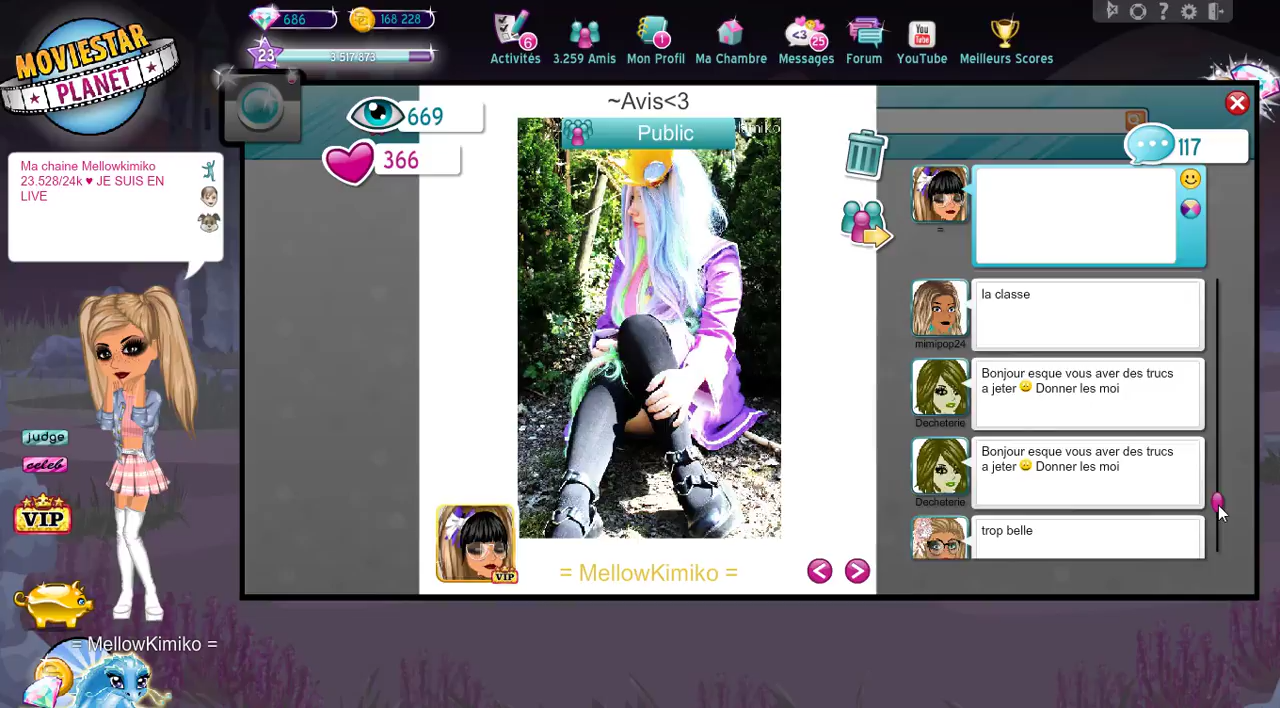 MOVIESTAR
PLANET
686
168 228
23
3 517 873
6
Activités
3.259 Amis
1
Mon Profil
Ma Chambre
<3
25
Messages
Forum
You
Tube
YouTube
Meilleurs Scores
?
Ma chaine Mellowkimiko
23.528/24k ♥ JE SUIS EN
LIVE
judge
celeb
VIP
= MellowKimiko =
669
366
~Avis<3
Public
117
=
la classe
mimipop24
Bonjour esque vous aver des trucs
a jeter 😊 Donner les moi
Decheterie
Bonjour esque vous aver des trucs
a jeter 😊 Donner les moi
Decheterie
trop belle
VIP
= MellowKimiko =